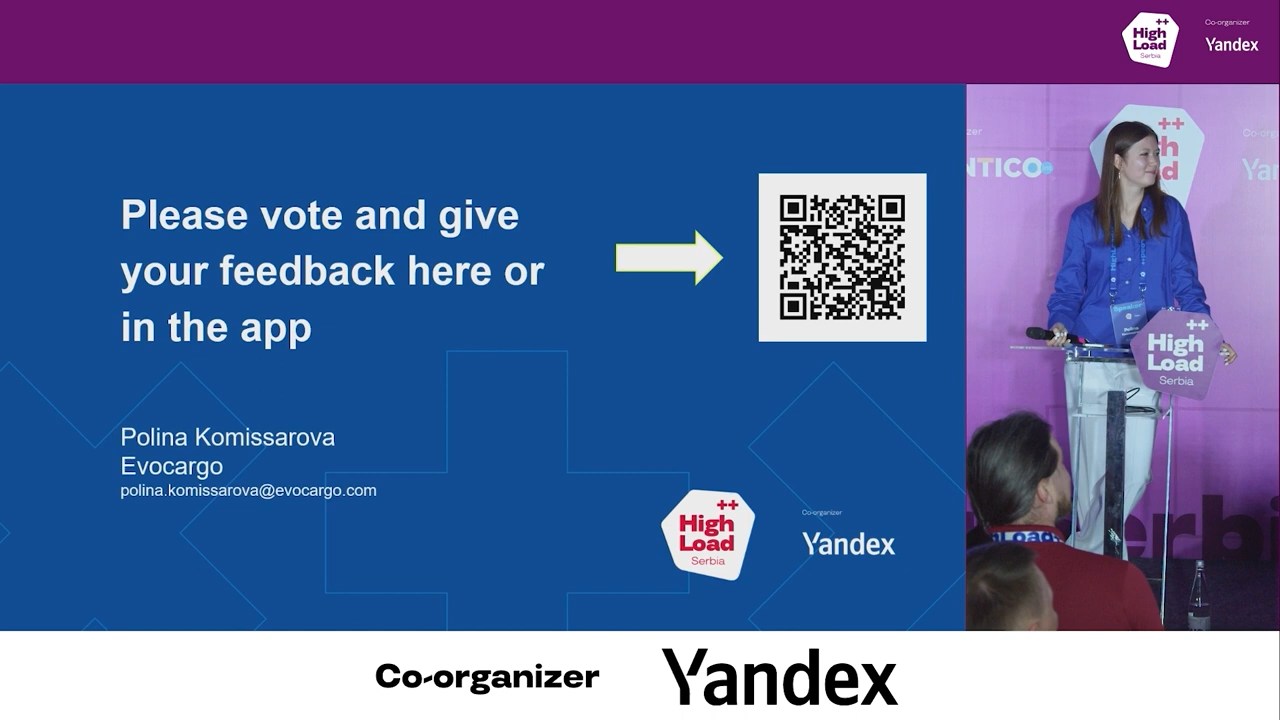 ++
High
Load
Serbia
Co-organizer
Yandex
Please vote and give
your feedback here or
in the app
Polina Komissarova
Evocargo
polina.komissarova@evocargo.com
++
High
Load
Serbia
Co-organizer
Yandex
NTICO
++
High
Load
Serbia
Co-organizer
Yandex